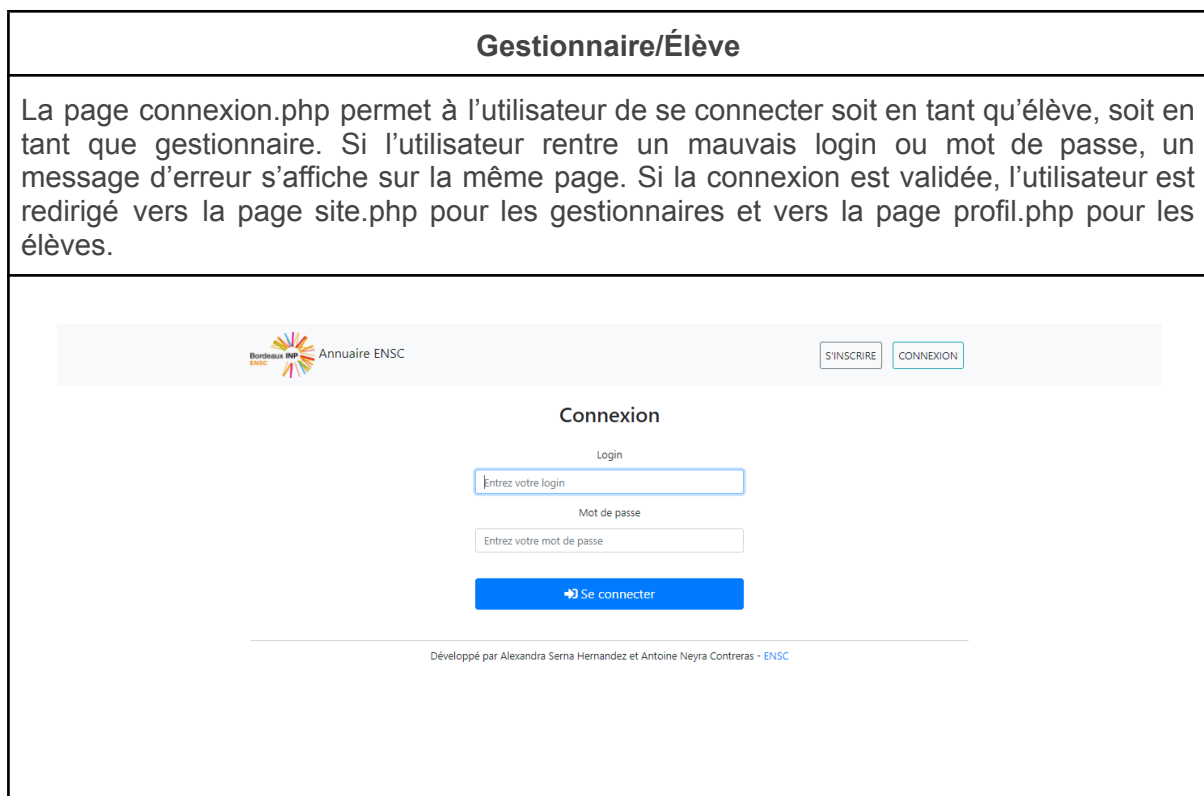 Gestionnaire/Élève
La page connexion.php permet à l’utilisateur de se connecter soit en tant qu’élève, soit en
tant que gestionnaire. Si l’utilisateur rentre un mauvais login ou mot de passe, un
message d’erreur s’affiche sur la même page. Si la connexion est validée, l’utilisateur est
redirigé vers la page site.php pour les gestionnaires et vers la page profil.php pour les
élèves.
Bordeaux INP
ENSC
Annuaire ENSC
S'INSCRIRE
CONNEXION
Connexion
Login
Entrez votre login
Mot de passe
Entrez votre mot de passe
Se connecter
Développé par Alexandra Serna Hernandez et Antoine Neyra Contreras - ENSC